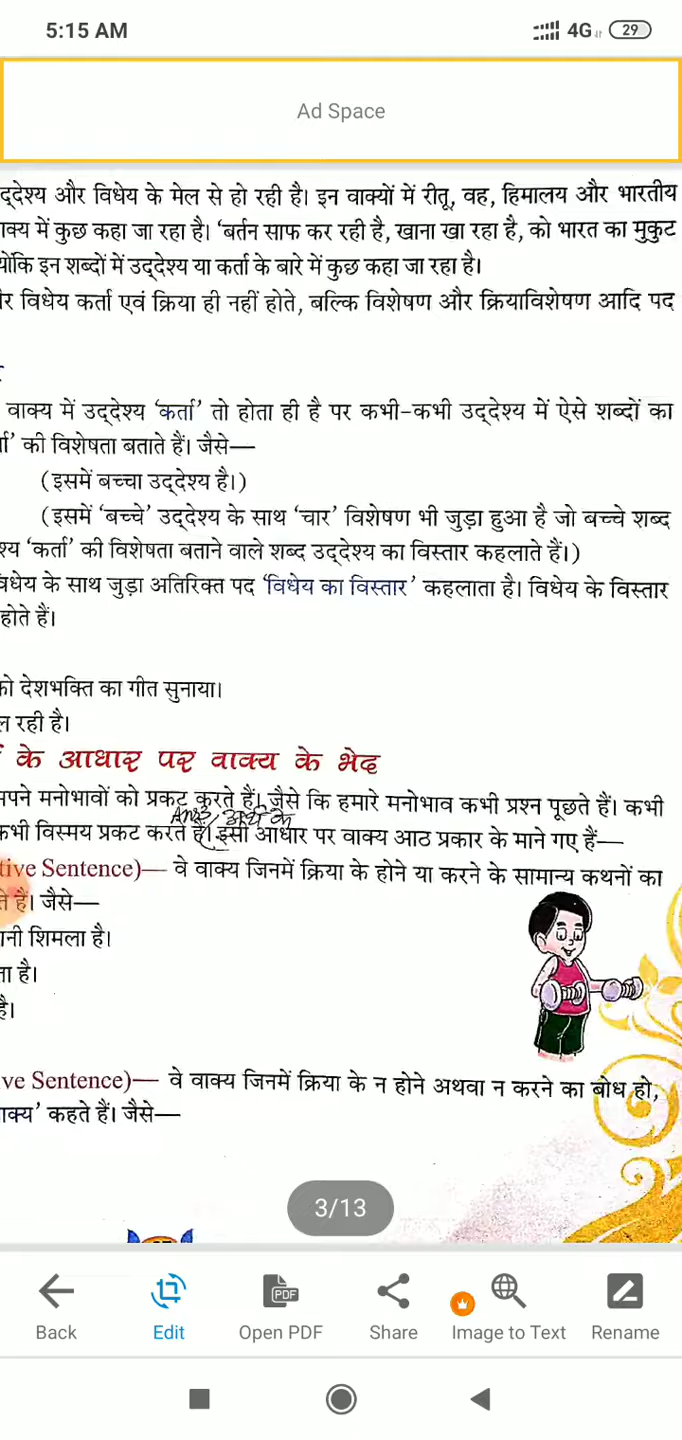 5:15 AM
4G 29
Ad Space
द्देश्य और विधेय के मेल से हो रही है। इन वाक्यों में रीतू, वह, हिमालय और भारतीय
ाक्य में कुछ कहा जा रहा है। 'बर्तन साफ कर रही है, खाना खा रहा है, को भारत का मुकुट
योंकि इन शब्दों में उद्देश्य या कर्ता के बारे में कुछ कहा जा रहा है।
र विधेय कर्ता एवं क्रिया ही नहीं होते, बल्कि विशेषण और क्रियाविशेषण आदि पद
वाक्य में उद्देश्य 'कर्ता' तो होता ही है पर कभी-कभी उद्देश्य में ऐसे शब्दों का
' की विशेषता बताते हैं। जैसे—
(इसमें बच्चा उद्देश्य है।)
(इसमें 'बच्चे' उद्देश्य के साथ 'चार' विशेषण भी जुड़ा हुआ है जो बच्चे शब्द
श्य 'कर्ता' की विशेषता बताने वाले शब्द उद्देश्य का विस्तार कहलाते हैं।)
विधेय के साथ जुड़ा अतिरिक्त पद 'विधेय का विस्तार' कहलाता है। विधेय के विस्तार
होते हैं।
को देशभक्ति का गीत सुनाया।
ल रही है।
के आधार पर वाक्य के भेद
अपने मनोभावों को प्रकट करते हैं। जैसे कि हमारे मनोभाव कभी प्रश्न पूछते हैं। कभी
Ans अर्थ के
कभी विस्मय प्रकट करते हैं। इसी आधार पर वाक्य आठ प्रकार के माने गए हैं—
tive Sentence)— वे वाक्य जिनमें क्रिया के होने या करने के सामान्य कथनों का
ते हैं। जैसे—
ानी शिमला है।
ता है।
है।
ve Sentence)— वे वाक्य जिनमें क्रिया के न होने अथवा न करने का बोध हो,
ाक्य' कहते हैं। जैसे—
3/13
PDF
Back Edit Open PDF Share Image to Text Rename